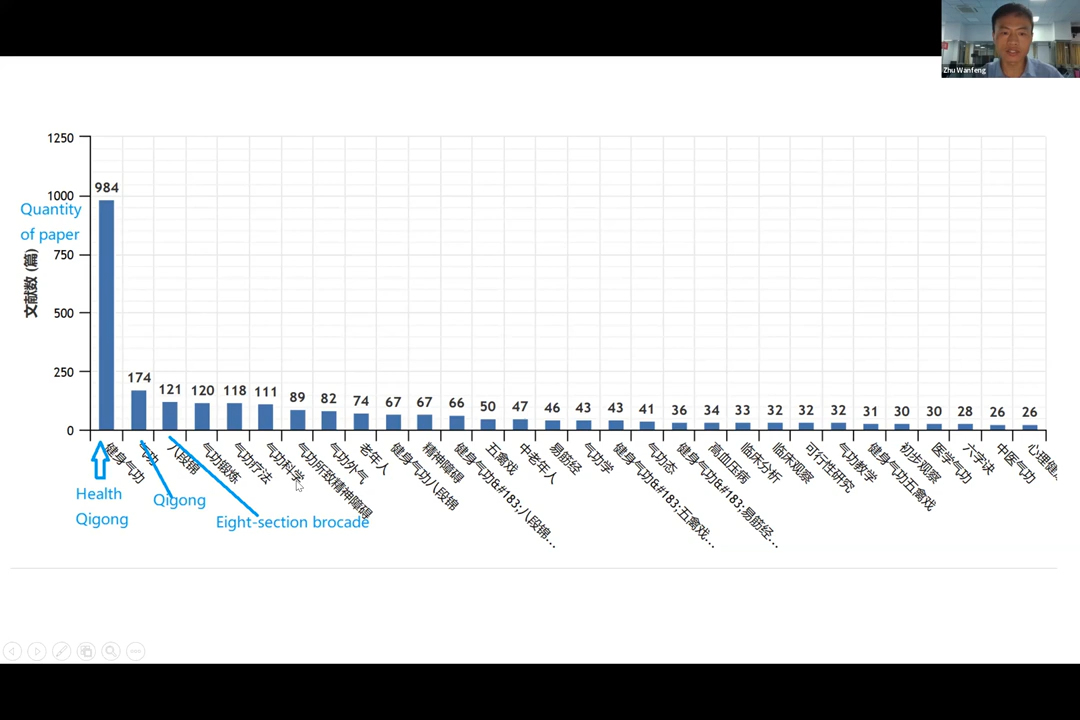 Zhu Wanfeng
1250
1000
750
500
250
0
Quantity
of paper
文献数 (篇)
984
174
121
120
118
111
89
82
74
67
67
66
50
47
46
43
43
41
36
34
33
32
32
32
31
30
30
28
26
26
健身气功
气功
八段锦
气功锻炼
气功疗法
气功科学
气功所致精神障碍
气功外气
老年人
健身气功八段锦
精神障碍
健身气功&#183;八段锦...
五禽戏
中老年人
易筋经
气功学
健身气功&#183;五禽戏...
气功态
健身气功&#183;易筋经...
高血压病
临床分析
临床观察
可行性研究
气功教学
健身气功五禽戏
初步观察
医学气功
六字诀
中医气功
心理健
Health
Qigong
Qigong
Eight-section brocade